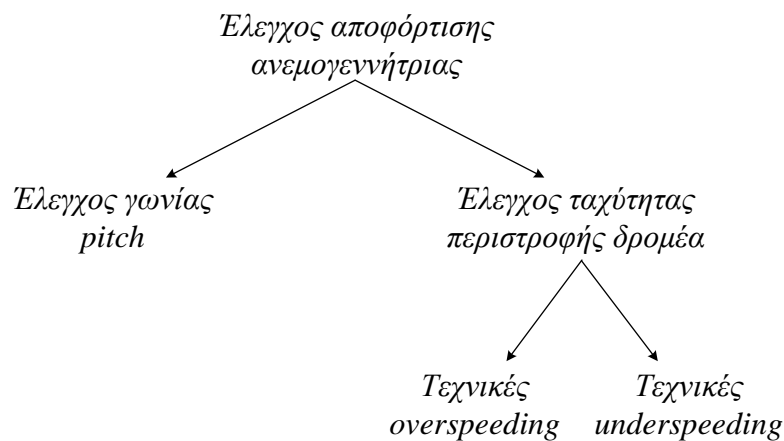 Έλεγχος αποφόρτισης
ανεμογεννήτριας
Έλεγχος γωνίας
pitch
Έλεγχος ταχύτητας
περιστροφής δρομέα
Τεχνικές
overspeeding
Τεχνικές
underspeeding